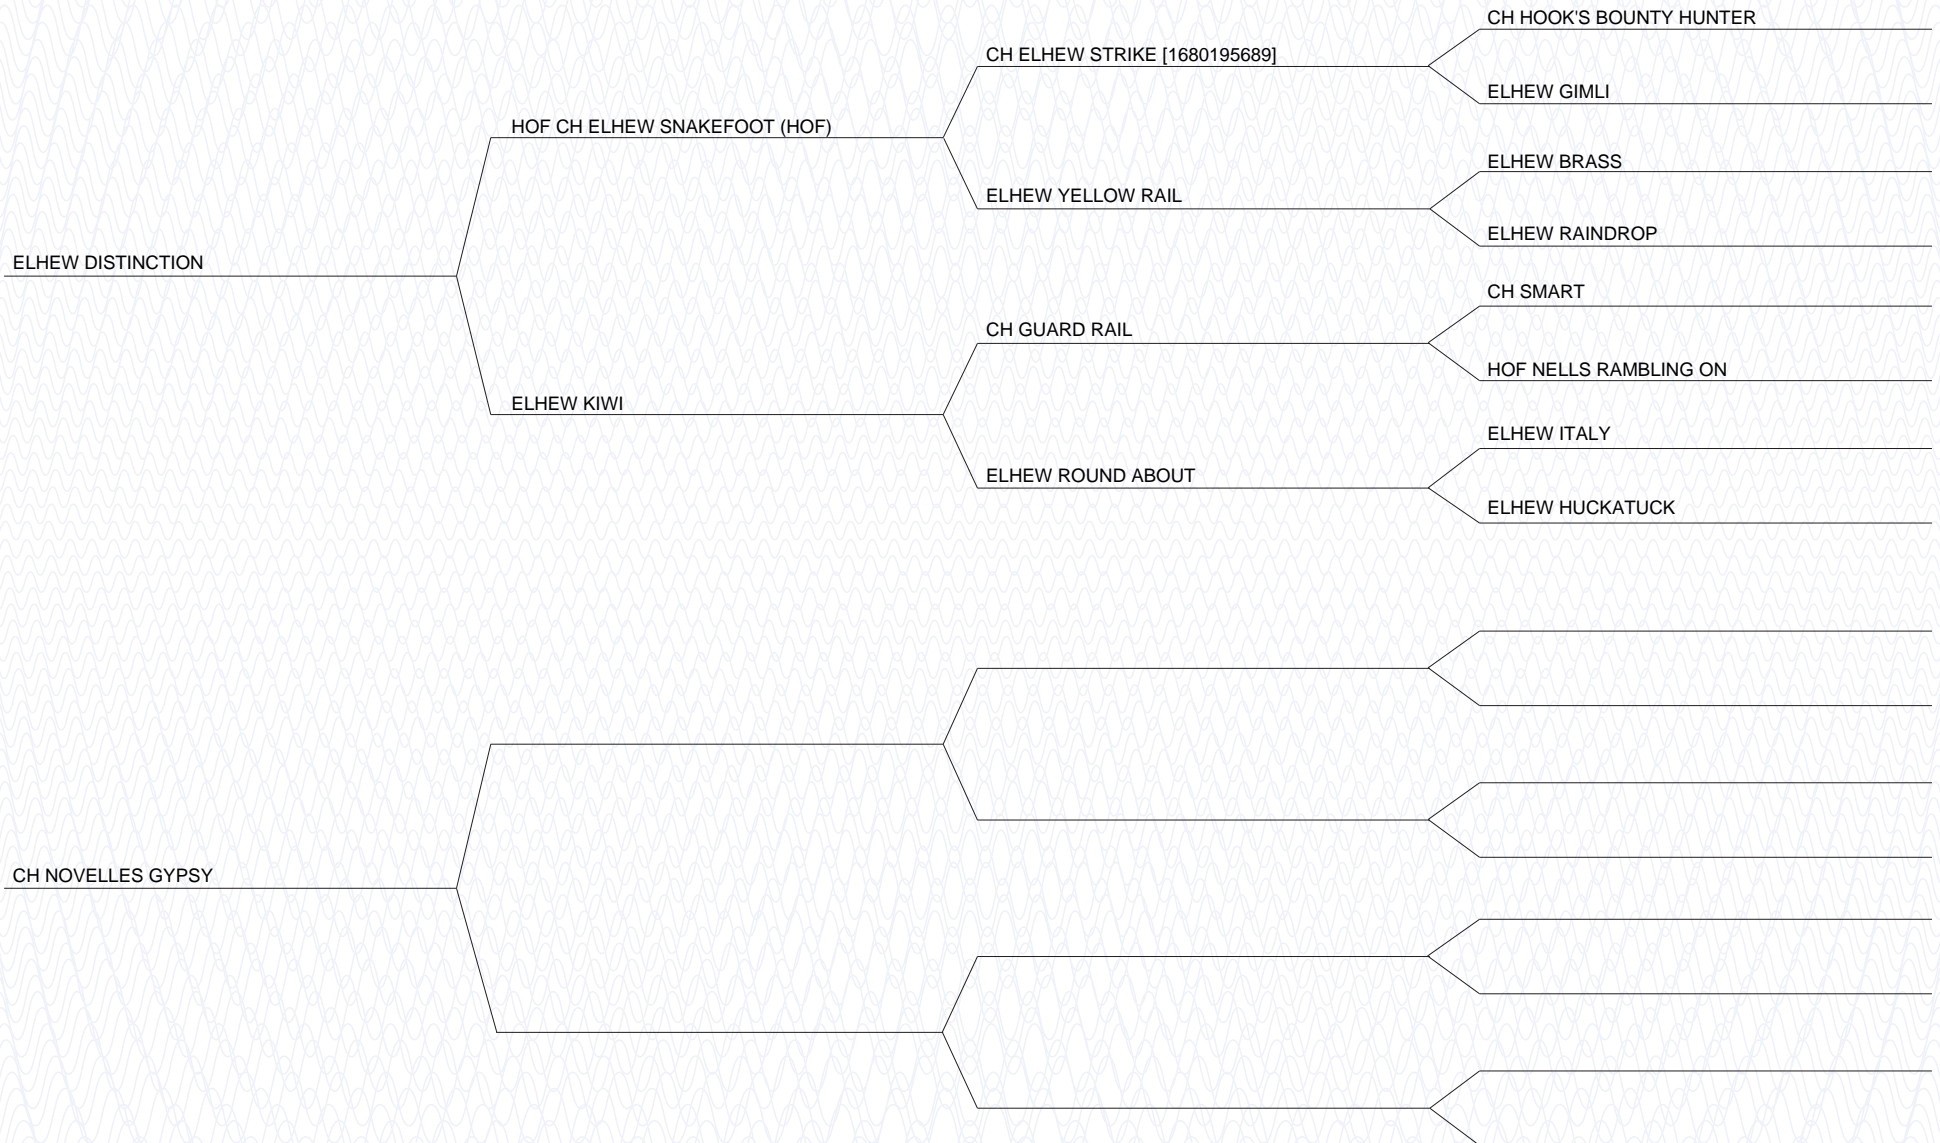 CH HOOK'S BOUNTY HUNTER
CH ELHEW STRIKE [1680195689]
ELHEW GIMLI
HOF CH ELHEW SNAKEFOOT (HOF)
ELHEW BRASS
ELHEW YELLOW RAIL
ELHEW RAINDROP
ELHEW DISTINCTION
CH SMART
CH GUARD RAIL
HOF NELLS RAMBLING ON
ELHEW KIWI
ELHEW ITALY
ELHEW ROUND ABOUT
ELHEW HUCKATUCK
CH NOVELLES GYPSY